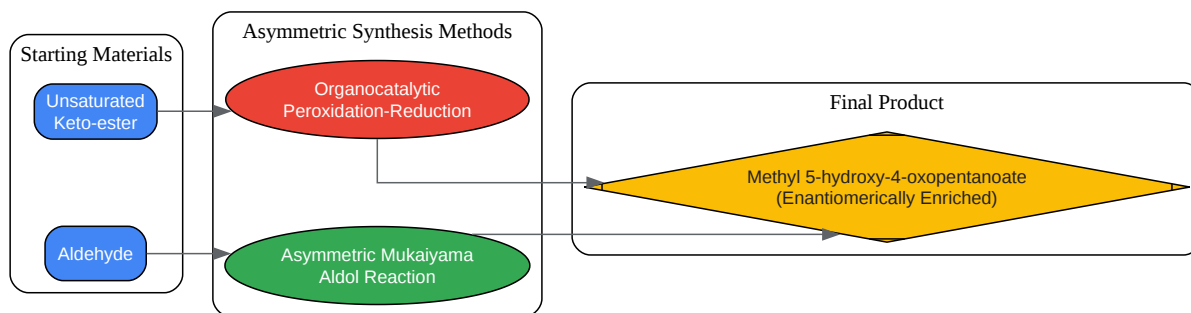 Starting Materials
Unsaturated
Keto-ester
Aldehyde
Asymmetric Synthesis Methods
Organocatalytic
Peroxidation-Reduction
Asymmetric Mukaiyama
Aldol Reaction
Final Product
Methyl 5-hydroxy-4-oxopentanoate
(Enantiomerically Enriched)